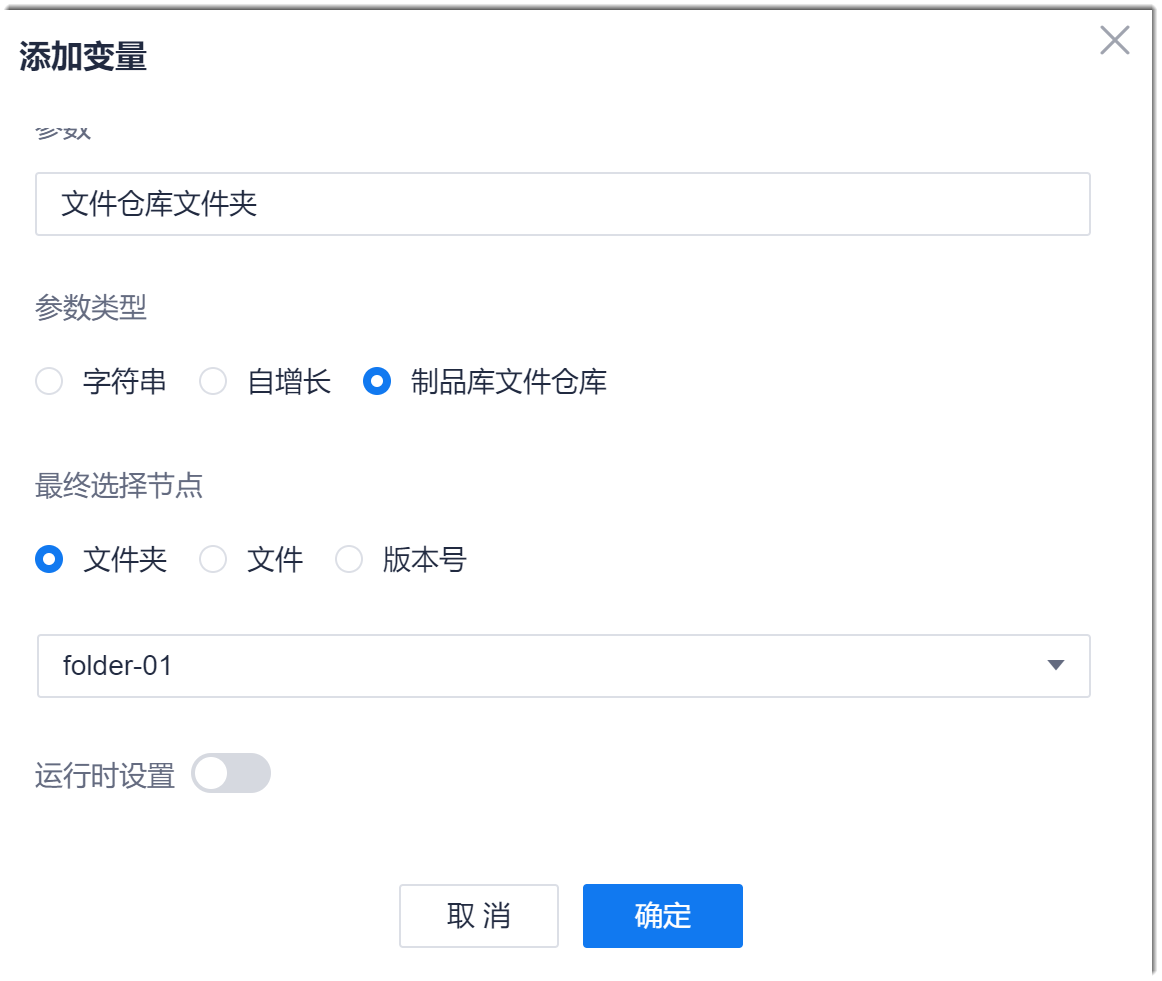 添加变量
参数
文件仓库文件夹
参数类型
字符串 自增长 制品库文件仓库
最终选择节点
文件夹 文件 版本号
folder-01
运行时设置
取 消 确定